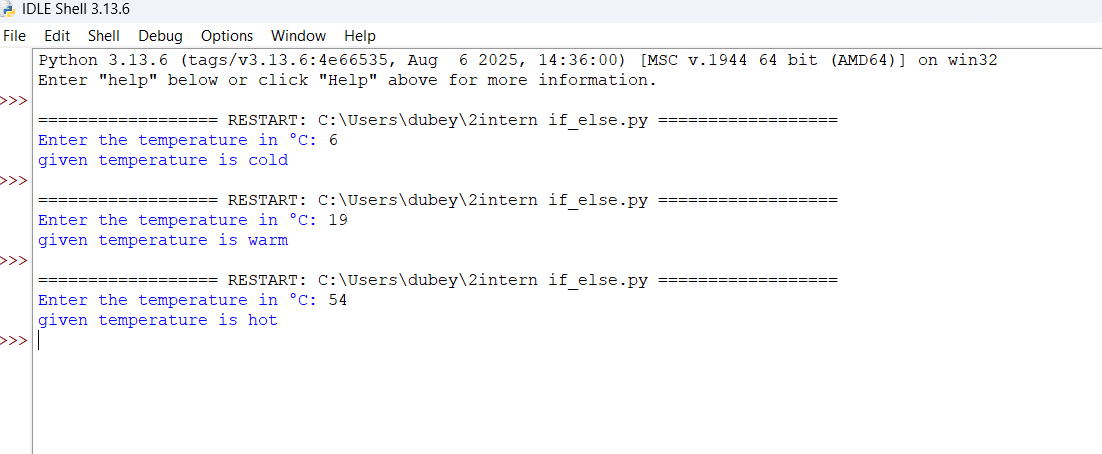 IDLE Shell 3.13.6
File Edit Shell Debug Options Window Help
Python 3.13.6 (tags/v3.13.6:4e66535, Aug  6 2025, 14:36:00) [MSC v.1944 64 bit (AMD64)] on win32
Enter "help" below or click "Help" above for more information.
>>>
================== RESTART: C:\Users\dubey\2intern if_else.py ==================
Enter the temperature in °C: 6
given temperature is cold
>>>
================== RESTART: C:\Users\dubey\2intern if_else.py ==================
Enter the temperature in °C: 19
given temperature is warm
>>>
================== RESTART: C:\Users\dubey\2intern if_else.py ==================
Enter the temperature in °C: 54
given temperature is hot
>>>